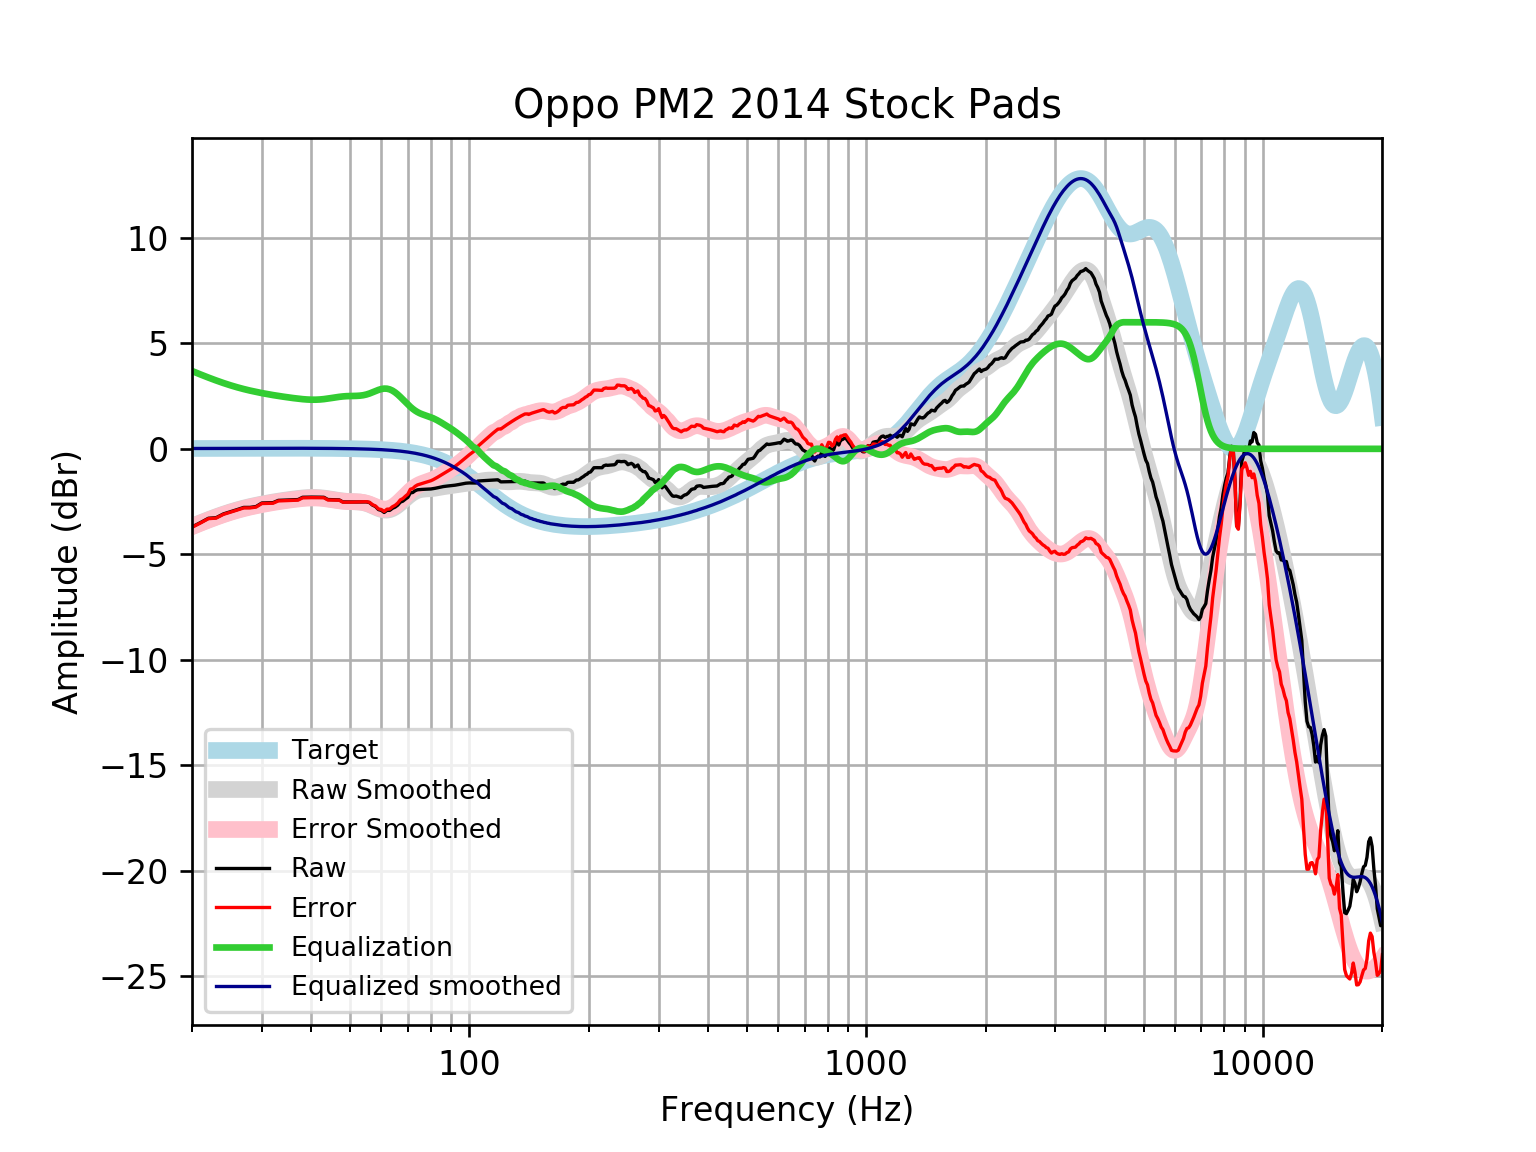 Oppo PM2 2014 Stock Pads
10
5
0
−5
−10
−15
−20
−25
Amplitude (dBr)
Target
Raw Smoothed
Error Smoothed
Raw
Error
Equalization
Equalized smoothed
100
1000
10000
Frequency (Hz)